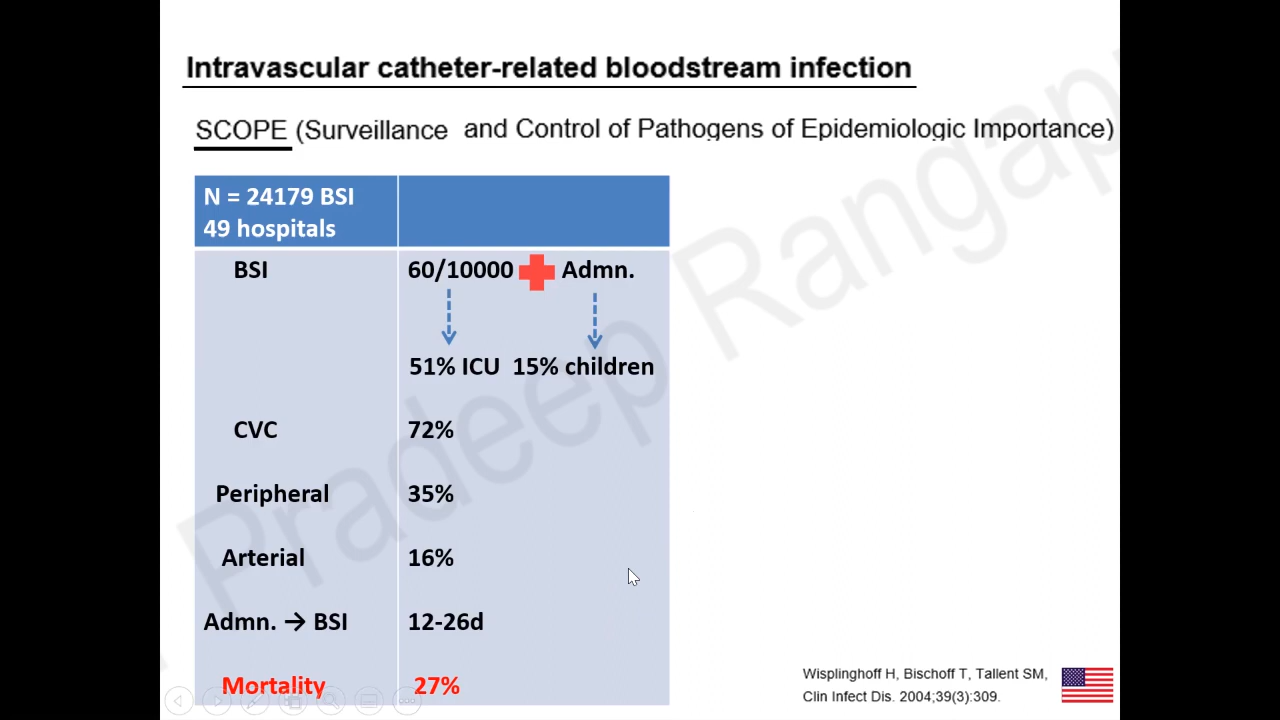 Intravascular catheter-related bloodstream infection
SCOPE (Surveillance and Control of Pathogens of Epidemiologic Importance)
N = 24179 BSI
49 hospitals
BSI 60/10000 Admn.
51% ICU 15% children
CVC 72%
Peripheral 35%
Arterial 16%
Admn. → BSI 12-26d
Mortality 27%
Wisplinghoff H, Bischoff T, Tallent SM,
Clin Infect Dis. 2004;39(3):309.
Pradeep Rangap